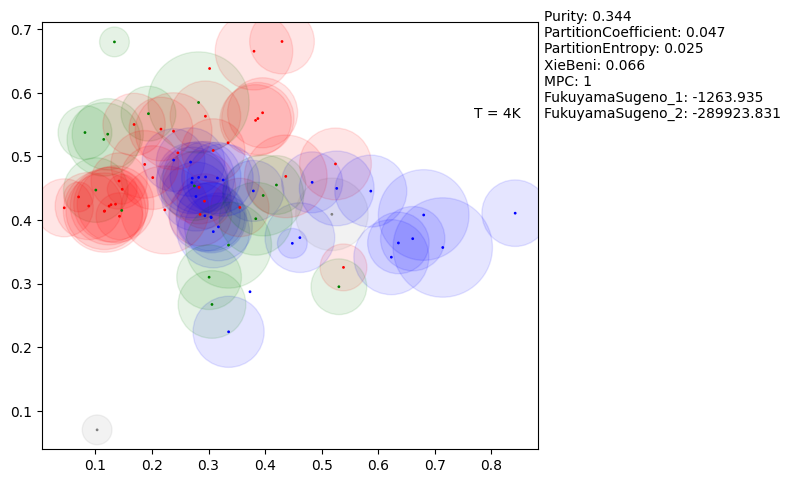 Purity: 0.344
PartitionCoefficient: 0.047
PartitionEntropy: 0.025
XieBeni: 0.066
MPC: 1
FukuyamaSugeno_1: -1263.935
FukuyamaSugeno_2: -289923.831
T = 4K
0.7
0.6
0.5
0.4
0.3
0.2
0.1
0.1 0.2 0.3 0.4 0.5 0.6 0.7 0.8